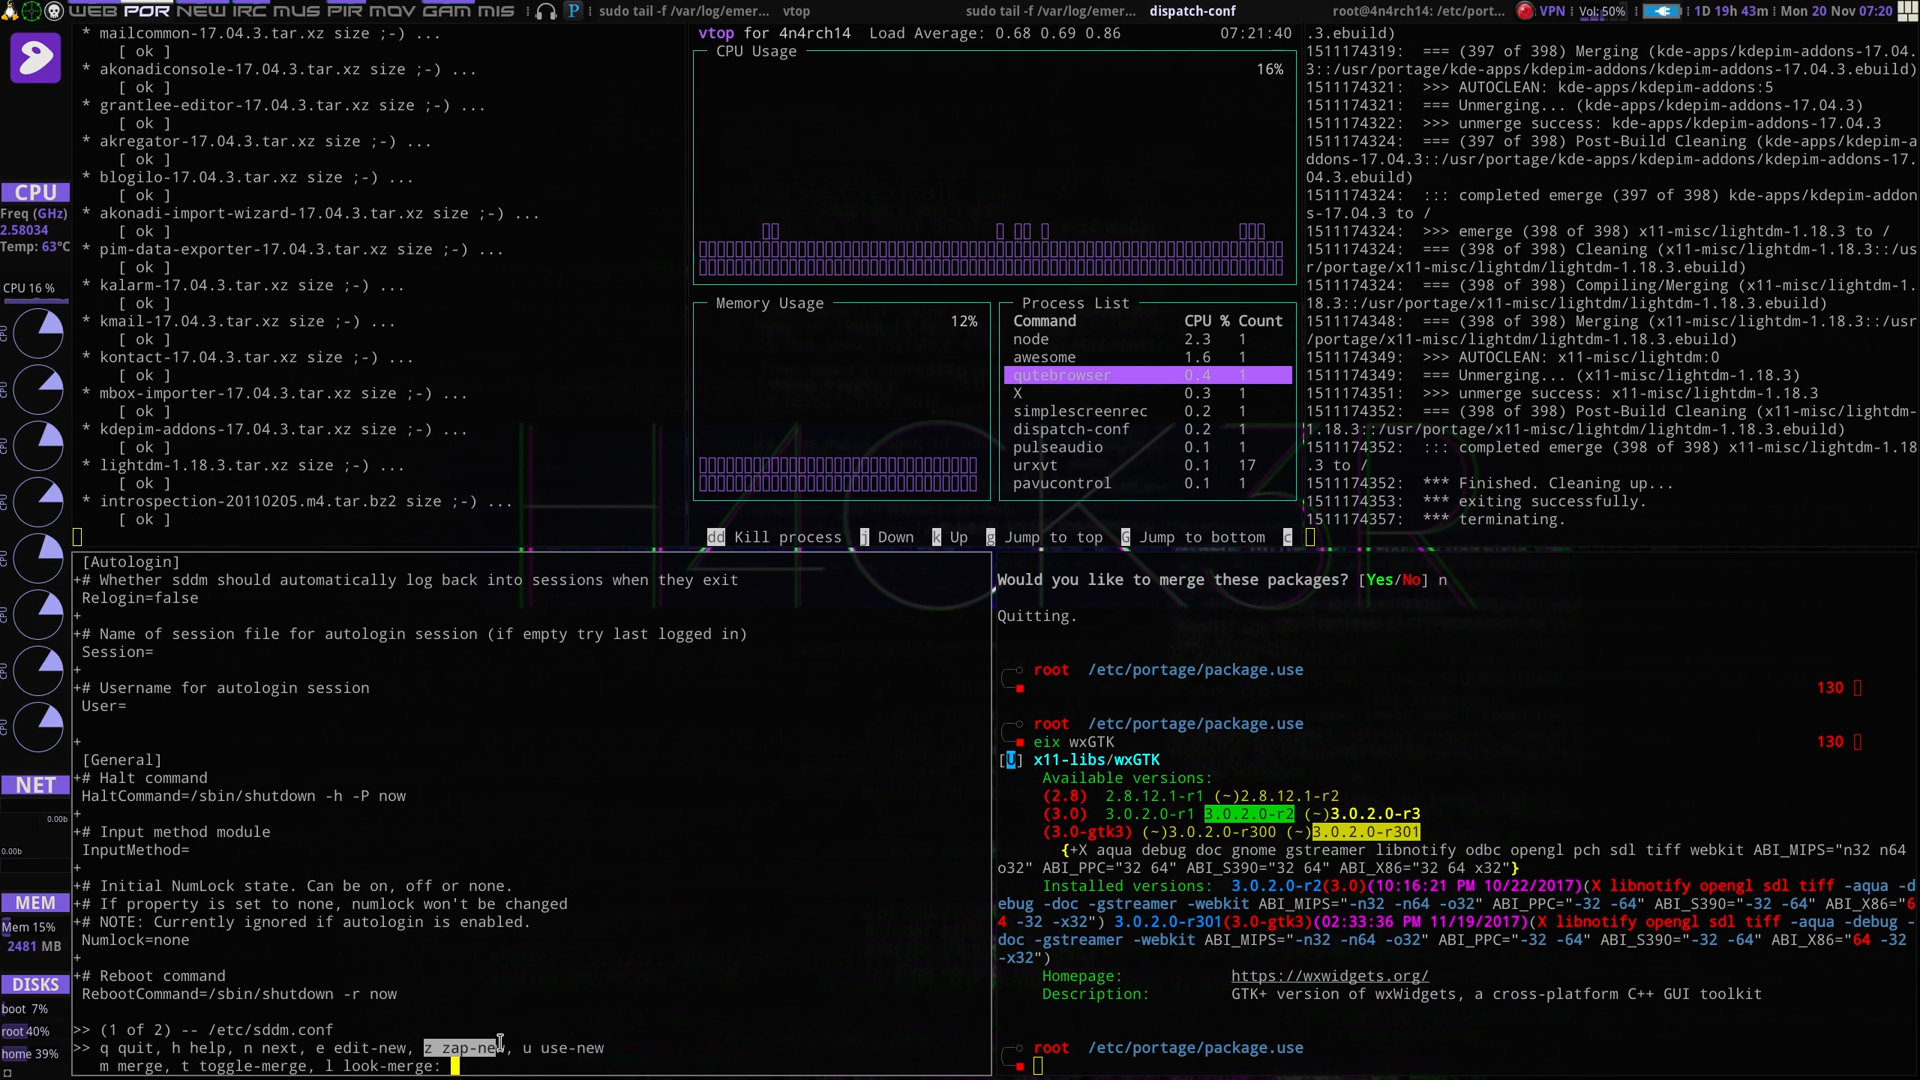 WEB POR NEW IRC MUS PIR MOV GAM MIS
P
sudo tail -f /var/log/emer... vtop sudo tail -f /var/log/emer... dispatch-conf root@4n4rch14: /etc/port...
VPN Vol: 50% 1D 19h 43m Mon 20 Nov 07:20
CPU
Freq (GHz)
2.58034
Temp: 63°C
CPU 16 %
NET
0.00b
0.00b
MEM
Mem 15%
2481 MB
DISKS
boot 7%
root 40%
home 39%
* mailcommon-17.04.3.tar.xz size ;-) ...
[ ok ]
* akonadiconsole-17.04.3.tar.xz size ;-) ...
[ ok ]
* grantlee-editor-17.04.3.tar.xz size ;-) ...
[ ok ]
* akregator-17.04.3.tar.xz size ;-) ...
[ ok ]
* blogilo-17.04.3.tar.xz size ;-) ...
[ ok ]
* akonadi-import-wizard-17.04.3.tar.xz size ;-) ...
[ ok ]
* pim-data-exporter-17.04.3.tar.xz size ;-) ...
[ ok ]
* kalarm-17.04.3.tar.xz size ;-) ...
[ ok ]
* kmail-17.04.3.tar.xz size ;-) ...
[ ok ]
* kontact-17.04.3.tar.xz size ;-) ...
[ ok ]
* mbox-importer-17.04.3.tar.xz size ;-) ...
[ ok ]
* kdepim-addons-17.04.3.tar.xz size ;-) ...
[ ok ]
* lightdm-1.18.3.tar.xz size ;-) ...
[ ok ]
* introspection-20110205.m4.tar.bz2 size ;-) ...
[ ok ]
vtop for 4n4rch14 Load Average: 0.68 0.69 0.86 07:21:40
CPU Usage
16%
Memory Usage
12%
Process List
Command CPU % Count
node 2.3 1
awesome 1.6 1
qutebrowser 0.4 1
X 0.3 1
simplescreenrec 0.2 1
dispatch-conf 0.2 1
pulseaudio 0.1 1
urxvt 0.1 17
pavucontrol 0.1 1
dd Kill process j Down k Up g Jump to top G Jump to bottom c
H4CK3R
.3.ebuild)
1511174319: === (397 of 398) Merging (kde-apps/kdepim-addons-17.04.
3::/usr/portage/kde-apps/kdepim-addons/kdepim-addons-17.04.3.ebuild)
1511174321: >>> AUTOCLEAN: kde-apps/kdepim-addons:5
1511174321: === Unmerging... (kde-apps/kdepim-addons-17.04.3)
1511174322: >>> unmerge success: kde-apps/kdepim-addons-17.04.3
1511174324: === (397 of 398) Post-Build Cleaning (kde-apps/kdepim-a
ddons-17.04.3::/usr/portage/kde-apps/kdepim-addons/kdepim-addons-17.
04.3.ebuild)
1511174324: ::: completed emerge (397 of 398) kde-apps/kdepim-addon
s-17.04.3 to /
1511174324: >>> emerge (398 of 398) x11-misc/lightdm-1.18.3 to /
1511174324: === (398 of 398) Cleaning (x11-misc/lightdm-1.18.3::/us
r/portage/x11-misc/lightdm/lightdm-1.18.3.ebuild)
1511174324: === (398 of 398) Compiling/Merging (x11-misc/lightdm-1.
18.3::/usr/portage/x11-misc/lightdm/lightdm-1.18.3.ebuild)
1511174348: === (398 of 398) Merging (x11-misc/lightdm-1.18.3::/usr
/portage/x11-misc/lightdm/lightdm-1.18.3.ebuild)
1511174349: >>> AUTOCLEAN: x11-misc/lightdm:0
1511174349: === Unmerging... (x11-misc/lightdm-1.18.3)
1511174351: >>> unmerge success: x11-misc/lightdm-1.18.3
1511174352: === (398 of 398) Post-Build Cleaning (x11-misc/lightdm-
1.18.3::/usr/portage/x11-misc/lightdm/lightdm-1.18.3.ebuild)
1511174352: ::: completed emerge (398 of 398) x11-misc/lightdm-1.18
.3 to /
1511174352: *** Finished. Cleaning up...
1511174353: *** exiting successfully.
1511174357: *** terminating.
[Autologin]
+# Whether sddm should automatically log back into sessions when they exit
Relogin=false
+
+# Name of session file for autologin session (if empty try last logged in)
Session=
+
+# Username for autologin session
User=
+
[General]
+# Halt command
HaltCommand=/sbin/shutdown -h -P now
+
+# Input method module
InputMethod=
+
+# Initial NumLock state. Can be on, off or none.
+# If property is set to none, numlock won't be changed
+# NOTE: Currently ignored if autologin is enabled.
Numlock=none
+
+# Reboot command
RebootCommand=/sbin/shutdown -r now
>> (1 of 2) -- /etc/sddm.conf
>> q quit, h help, n next, e edit-new, z zap-new, u use-new
m merge, t toggle-merge, l look-merge:
Would you like to merge these packages? [Yes/No] n
Quitting.
root /etc/portage/package.use
130
root /etc/portage/package.use
eix wxGTK 130
[U] x11-libs/wxGTK
Available versions:
(2.8) 2.8.12.1-r1 (~)2.8.12.1-r2
(3.0) 3.0.2.0-r1 3.0.2.0-r2 (~)3.0.2.0-r3
(3.0-gtk3) (~)3.0.2.0-r300 (~)3.0.2.0-r301
{+X aqua debug doc gnome gstreamer libnotify odbc opengl pch sdl tiff webkit ABI_MIPS="n32 n64
o32" ABI_PPC="32 64" ABI_S390="32 64" ABI_X86="32 64 x32"}
Installed versions: 3.0.2.0-r2(3.0)(10:16:21 PM 10/22/2017)(X libnotify opengl sdl tiff -aqua -d
ebug -doc -gstreamer -webkit ABI_MIPS="-n32 -n64 -o32" ABI_PPC="-32 -64" ABI_S390="-32 -64" ABI_X86="6
4 -32 -x32") 3.0.2.0-r301(3.0-gtk3)(02:33:36 PM 11/19/2017)(X libnotify opengl sdl tiff -aqua -debug -
doc -gstreamer -webkit ABI_MIPS="-n32 -n64 -o32" ABI_PPC="-32 -64" ABI_S390="-32 -64" ABI_X86="64 -32
-x32")
Homepage: https://wxwidgets.org/
Description: GTK+ version of wxWidgets, a cross-platform C++ GUI toolkit
root /etc/portage/package.use